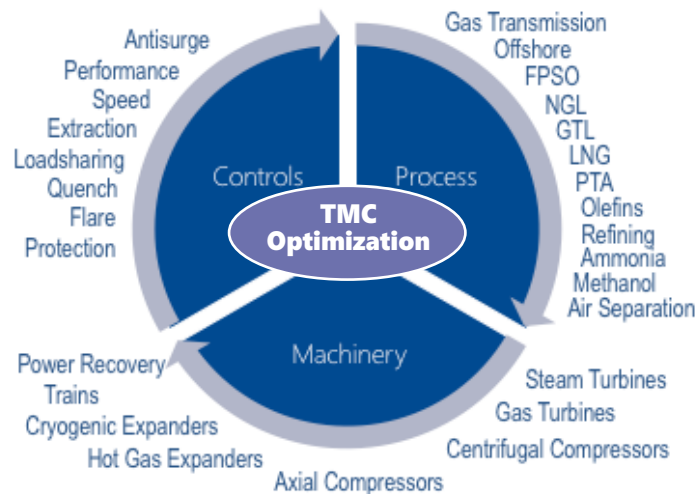 Antisurge
Performance
Speed
Extraction
Loadsharing
Quench
Flare
Protection
Controls
Process
TMC
Optimization
Machinery
Gas Transmission
Offshore
FPSO
NGL
GTL
LNG
PTA
Olefins
Refining
Ammonia
Methanol
Air Separation
Steam Turbines
Gas Turbines
Centrifugal Compressors
Axial Compressors
Power Recovery
Trains
Cryogenic Expanders
Hot Gas Expanders